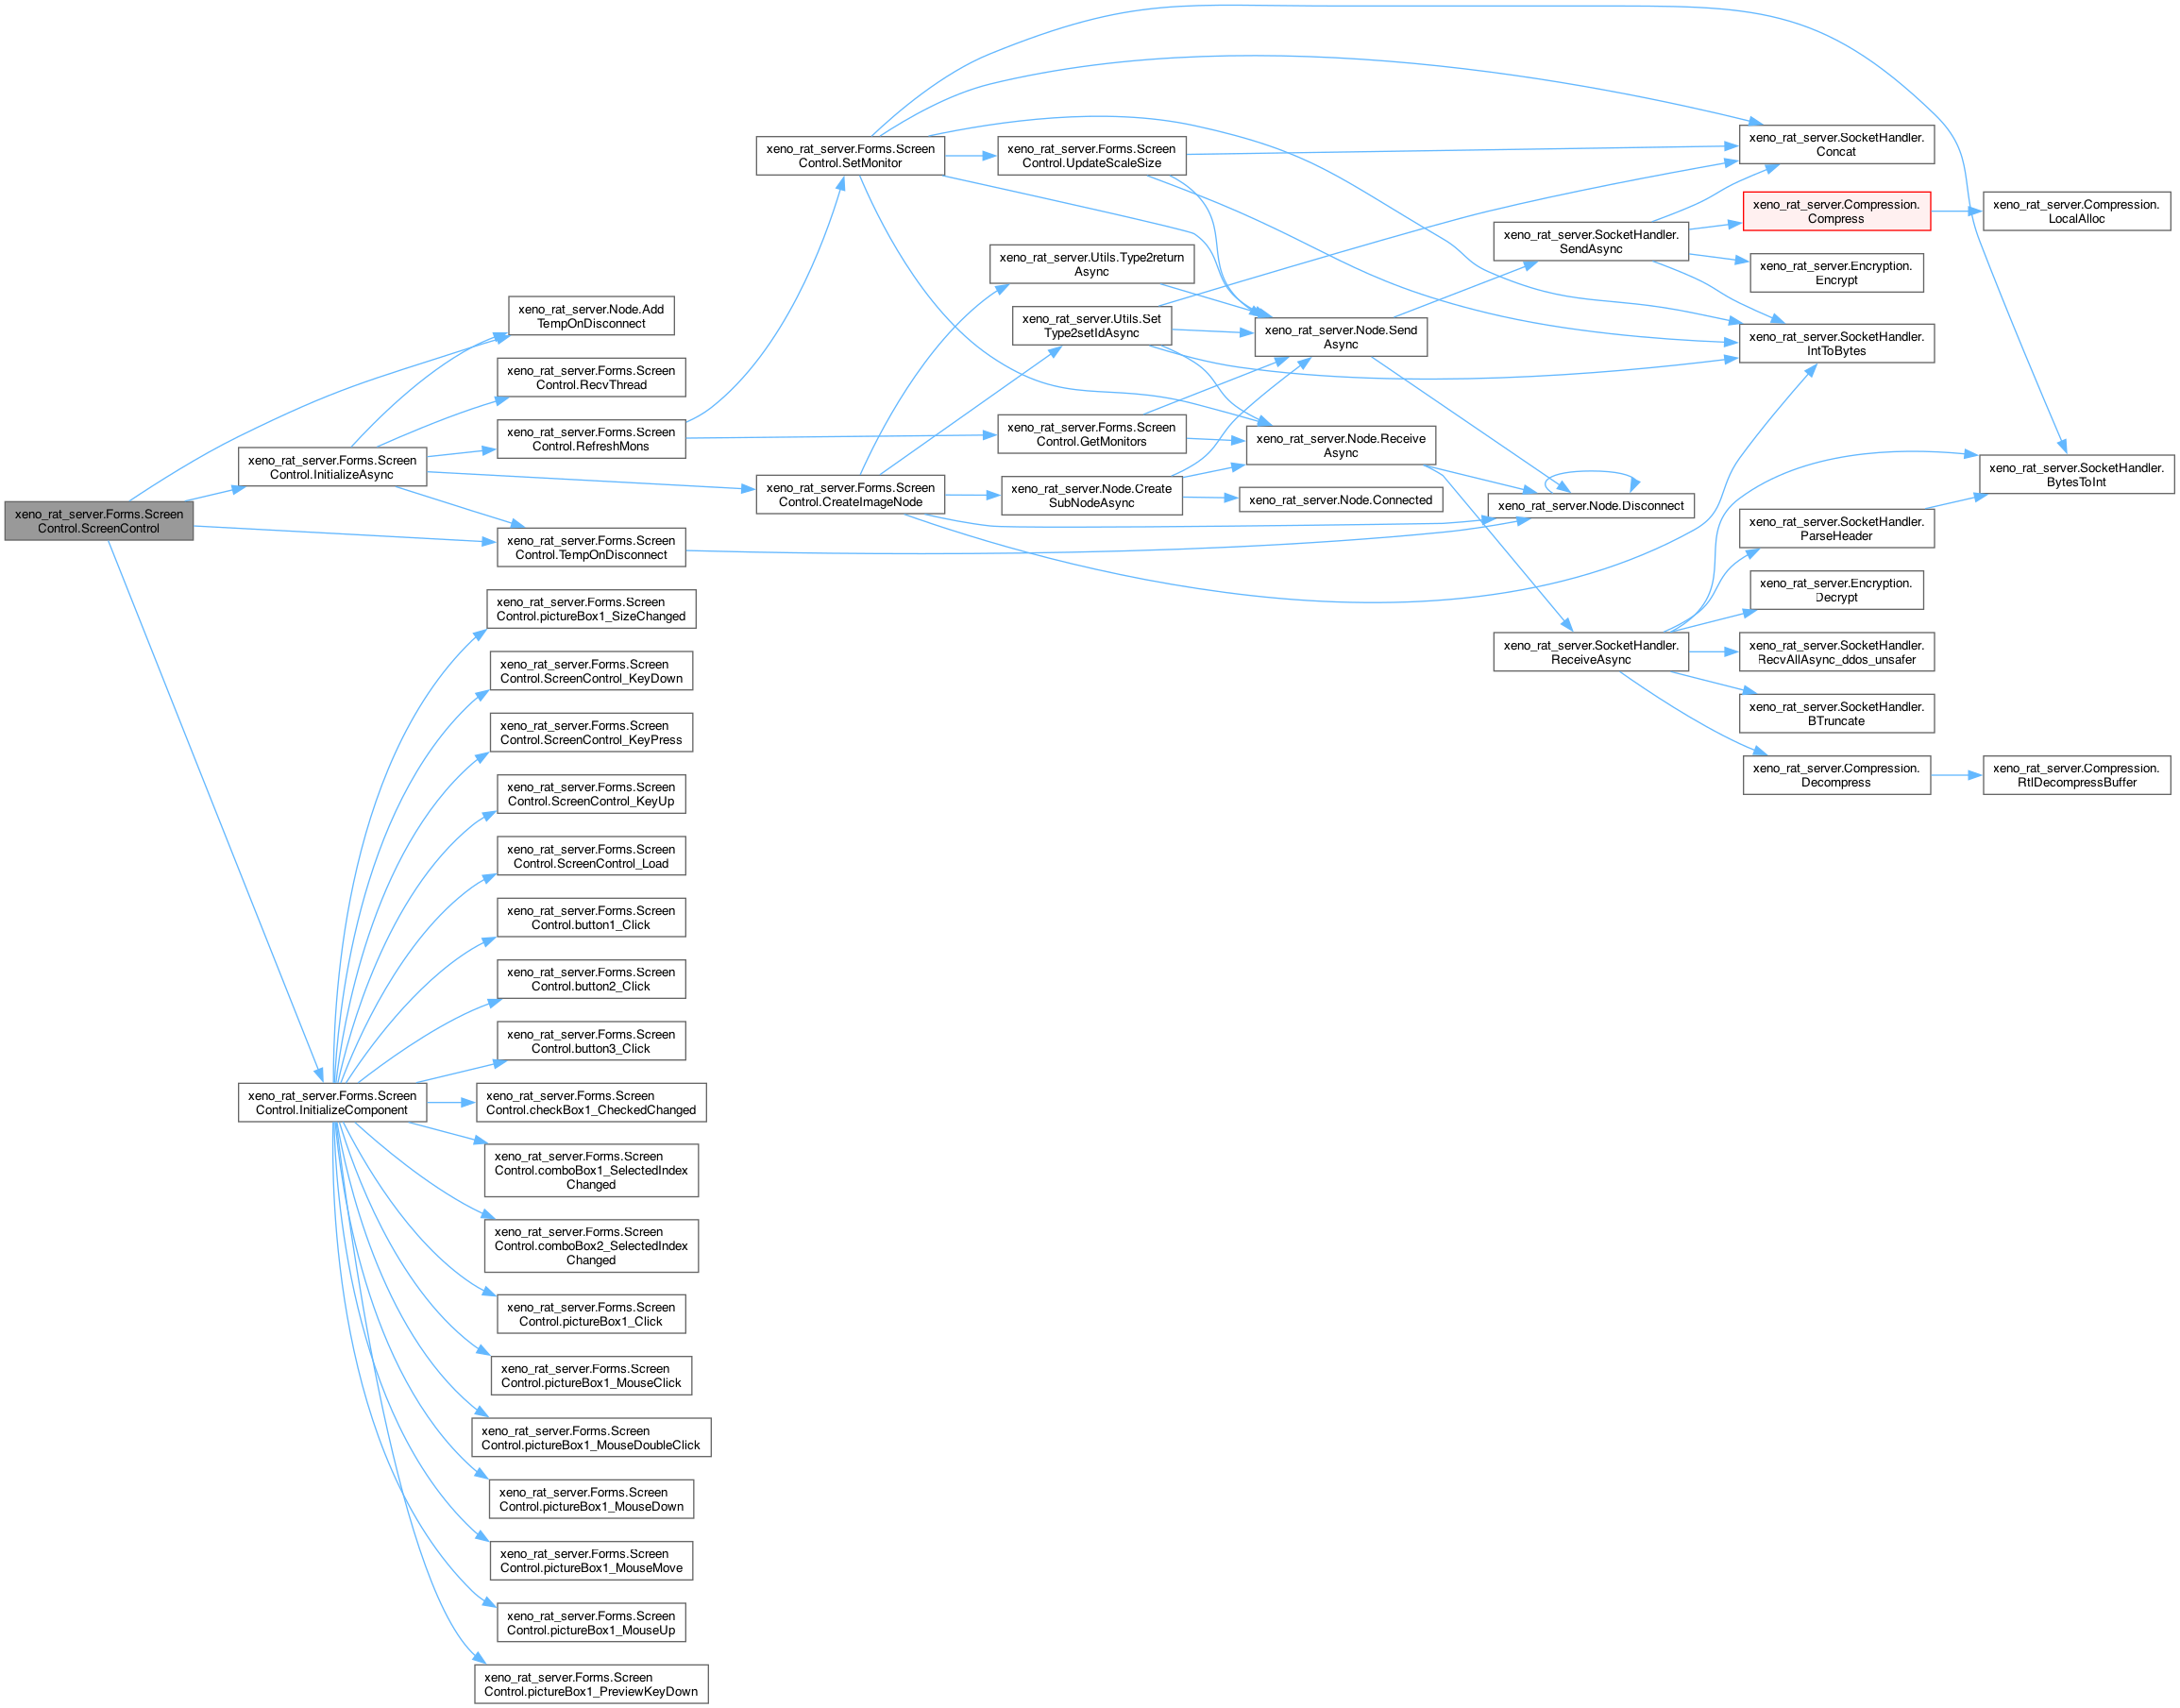 xeno_rat_server.Forms.Screen
Control.ScreenControl
xeno_rat_server.Node.Add
TempOnDisconnect
xeno_rat_server.Forms.Screen
Control.InitializeAsync
xeno_rat_server.Forms.Screen
Control.RecvThread
xeno_rat_server.Forms.Screen
Control.RefreshMons
xeno_rat_server.Forms.Screen
Control.TempOnDisconnect
xeno_rat_server.Forms.Screen
Control.SetMonitor
xeno_rat_server.Forms.Screen
Control.CreateImageNode
xeno_rat_server.Forms.Screen
Control.UpdateScaleSize
xeno_rat_server.Utils.Type2return
Async
xeno_rat_server.Utils.Set
Type2setIdAsync
xeno_rat_server.Forms.Screen
Control.GetMonitors
xeno_rat_server.Node.Create
SubNodeAsync
xeno_rat_server.Node.Send
Async
xeno_rat_server.Node.Receive
Async
xeno_rat_server.Node.Connected
xeno_rat_server.Node.Disconnect
xeno_rat_server.SocketHandler.
SendAsync
xeno_rat_server.SocketHandler.
ReceiveAsync
xeno_rat_server.SocketHandler.
Concat
xeno_rat_server.Compression.
Compress
xeno_rat_server.Encryption.
Encrypt
xeno_rat_server.SocketHandler.
IntToBytes
xeno_rat_server.Compression.
LocalAlloc
xeno_rat_server.SocketHandler.
BytesToInt
xeno_rat_server.SocketHandler.
ParseHeader
xeno_rat_server.Encryption.
Decrypt
xeno_rat_server.SocketHandler.
RecvAllAsync_ddos_unsafer
xeno_rat_server.SocketHandler.
BTruncate
xeno_rat_server.Compression.
Decompress
xeno_rat_server.Compression.
RtlDecompressBuffer
xeno_rat_server.Forms.Screen
Control.InitializeComponent
xeno_rat_server.Forms.Screen
Control.pictureBox1_SizeChanged
xeno_rat_server.Forms.Screen
Control.ScreenControl_KeyDown
xeno_rat_server.Forms.Screen
Control.ScreenControl_KeyPress
xeno_rat_server.Forms.Screen
Control.ScreenControl_KeyUp
xeno_rat_server.Forms.Screen
Control.ScreenControl_Load
xeno_rat_server.Forms.Screen
Control.button1_Click
xeno_rat_server.Forms.Screen
Control.button2_Click
xeno_rat_server.Forms.Screen
Control.button3_Click
xeno_rat_server.Forms.Screen
Control.checkBox1_CheckedChanged
xeno_rat_server.Forms.Screen
Control.comboBox1_SelectedIndex
Changed
xeno_rat_server.Forms.Screen
Control.comboBox2_SelectedIndex
Changed
xeno_rat_server.Forms.Screen
Control.pictureBox1_Click
xeno_rat_server.Forms.Screen
Control.pictureBox1_MouseClick
xeno_rat_server.Forms.Screen
Control.pictureBox1_MouseDoubleClick
xeno_rat_server.Forms.Screen
Control.pictureBox1_MouseDown
xeno_rat_server.Forms.Screen
Control.pictureBox1_MouseMove
xeno_rat_server.Forms.Screen
Control.pictureBox1_MouseUp
xeno_rat_server.Forms.Screen
Control.pictureBox1_PreviewKeyDown